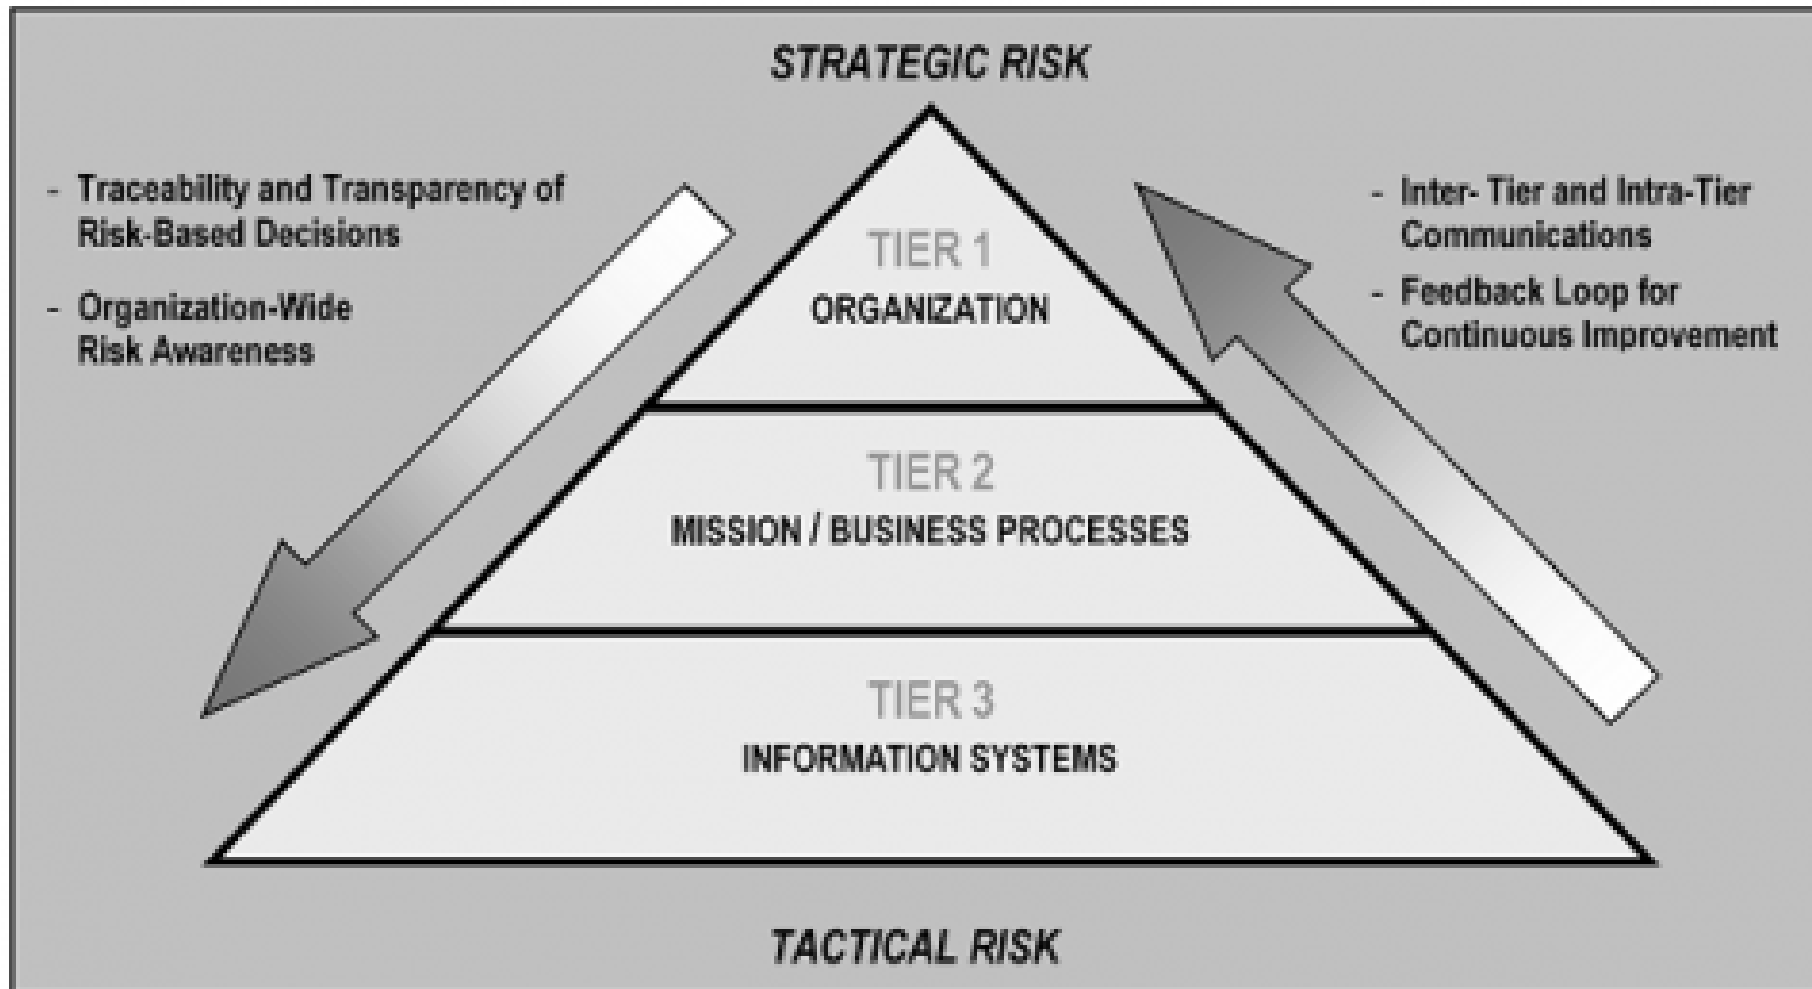 STRATEGIC RISK
- Traceability and Transparency of
Risk-Based Decisions
- Organization-Wide
Risk Awareness
- Inter- Tier and Intra-Tier
Communications
- Feedback Loop for
Continuous Improvement
TIER 1
ORGANIZATION
TIER 2
MISSION / BUSINESS PROCESSES
TIER 3
INFORMATION SYSTEMS
TACTICAL RISK